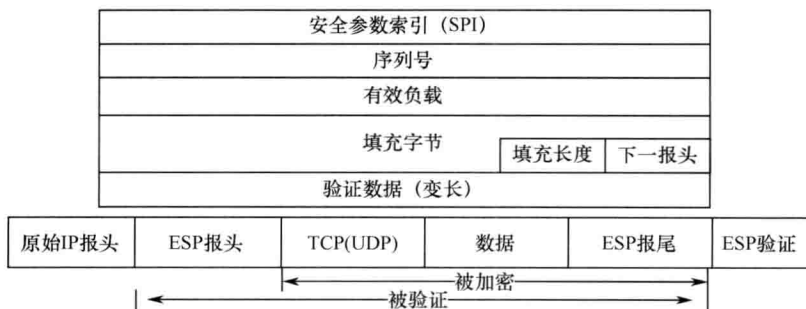 安全参数索引（SPI）
序列号
有效负载
填充字节
填充长度 下一报头
验证数据（变长）
原始IP报头 ESP报头 TCP(UDP) 数据 ESP报尾 ESP验证
被加密
被验证